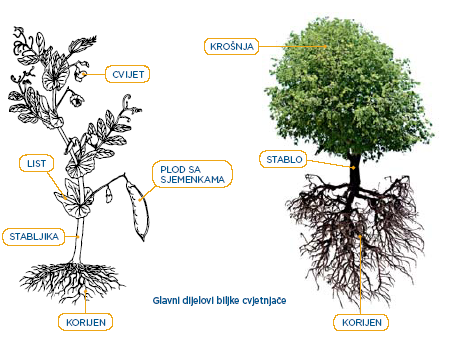 CVIJET
LIST
PLOD SA
SJEMENKAMA
STABLJIKA
KORIJEN
KROŠNJA
STABLO
KORIJEN
Glavni dijelovi biljke cvjetnjače